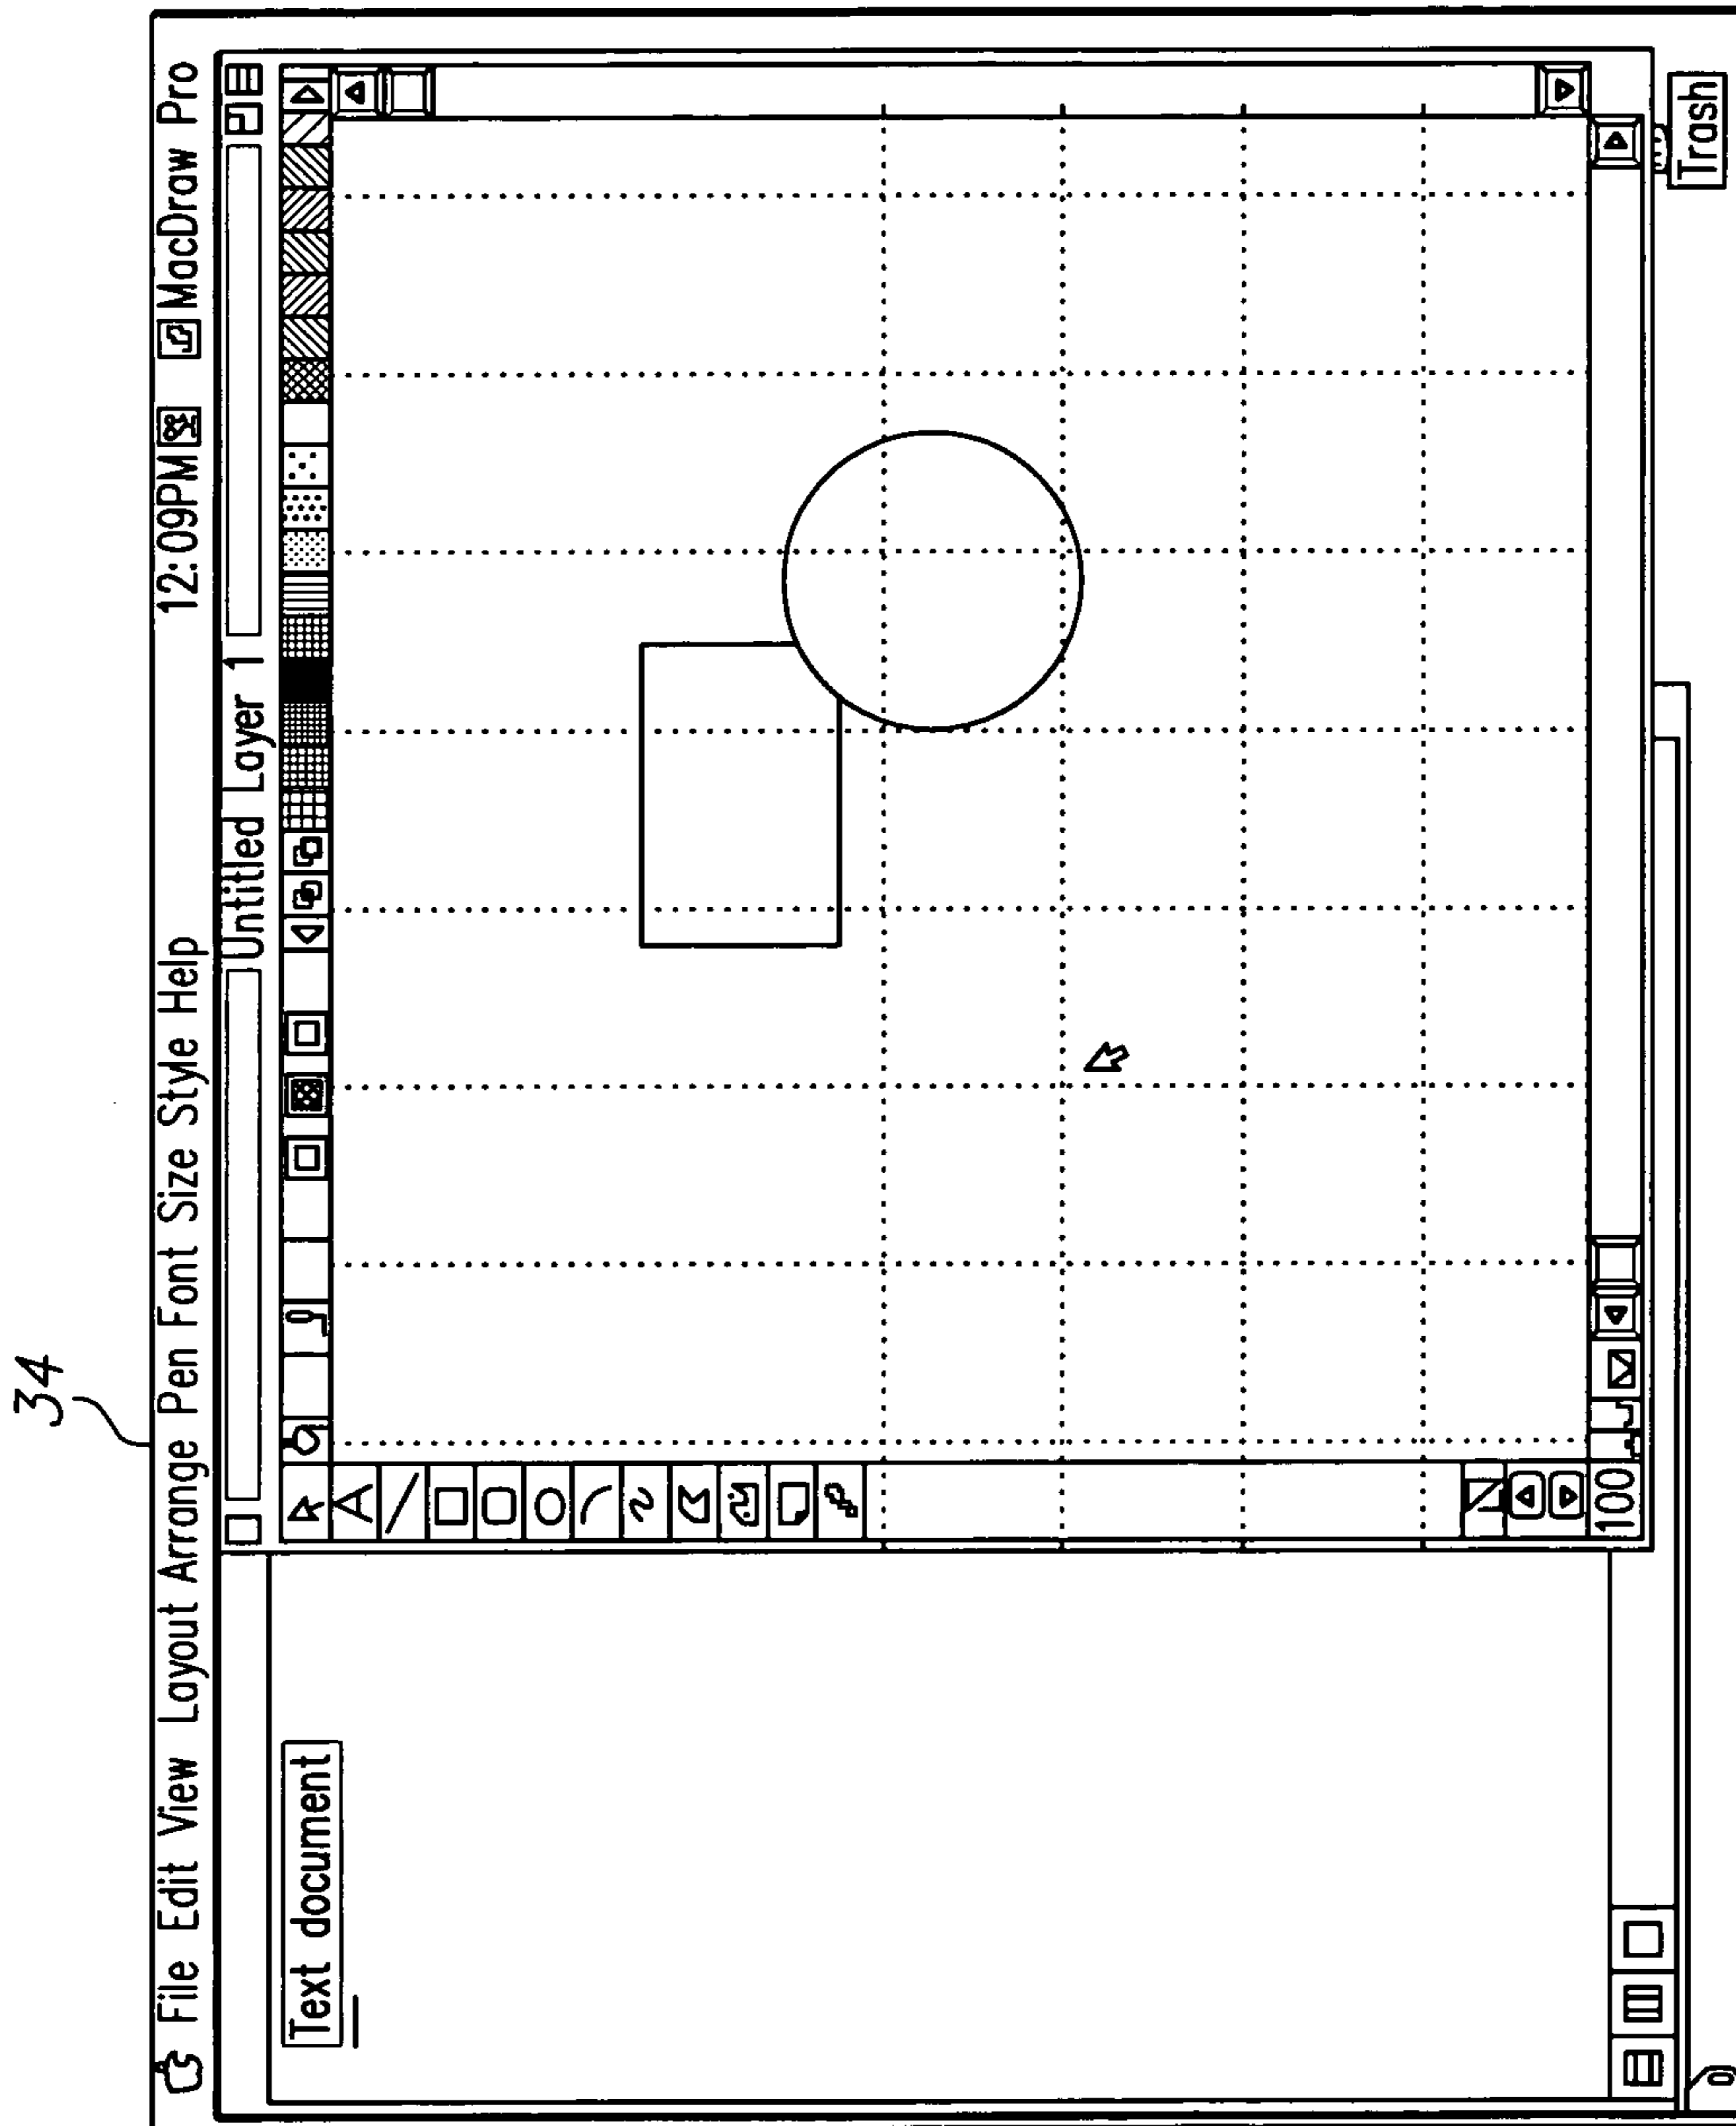 34
File Edit View Layout Arrange Pen Font Size Style Help 12:09PM MacDraw Pro
Untitled Layer 1
A
Text document
100
Trash